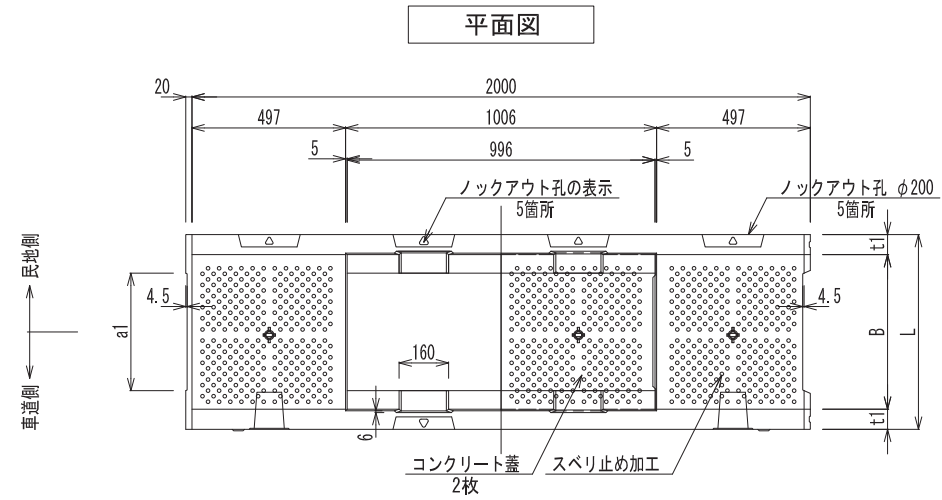 平面図
20
2000
497
1006
497
5
996
5
ノックアウト孔の表示
5箇所
ノックアウト孔 φ200
5箇所
民地側
車道側
4.5
a1
160
6
4.5
t1
B
L
t1
コンクリート蓋
2枚
スベリ止め加工